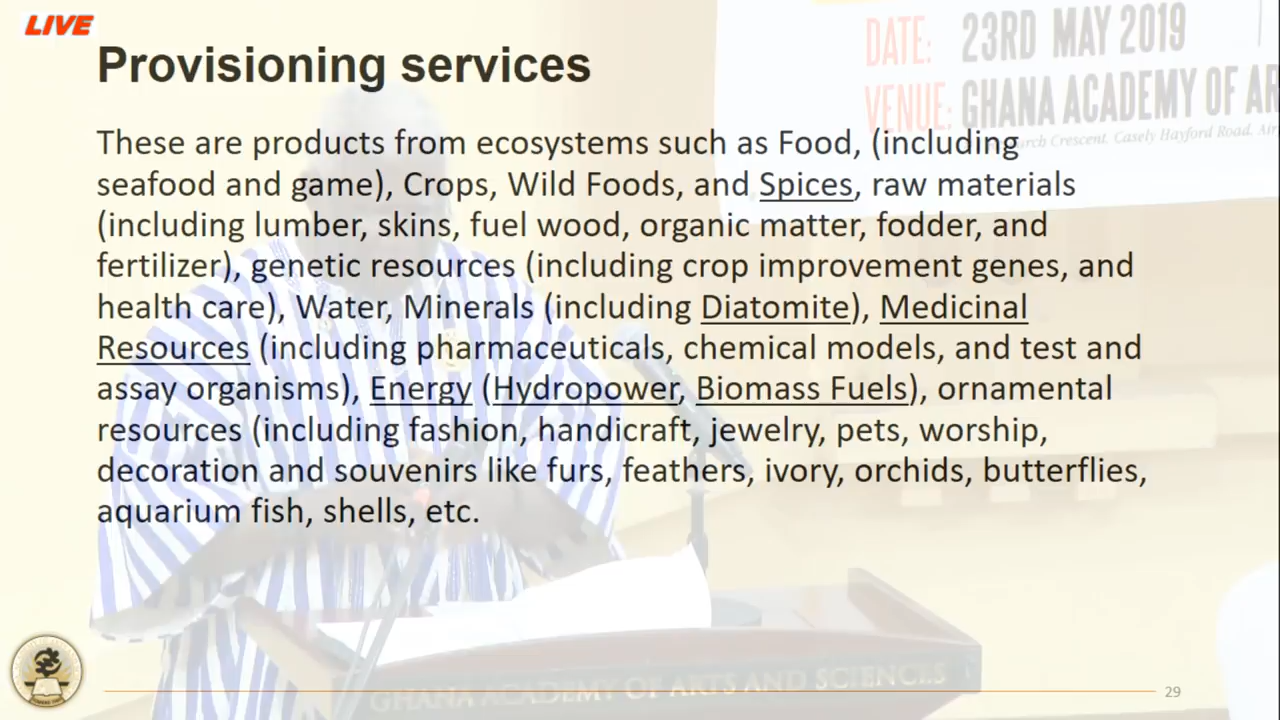 LIVE
Provisioning services
DATE: 23RD MAY 2019
VENUE: GHANA ACADEMY OF AR
Crescent. Casely Hayford Road. Air
These are products from ecosystems such as Food, (including
seafood and game), Crops, Wild Foods, and Spices, raw materials
(including lumber, skins, fuel wood, organic matter, fodder, and
fertilizer), genetic resources (including crop improvement genes, and
health care), Water, Minerals (including Diatomite), Medicinal
Resources (including pharmaceuticals, chemical models, and test and
assay organisms), Energy (Hydropower, Biomass Fuels), ornamental
resources (including fashion, handicraft, jewelry, pets, worship,
decoration and souvenirs like furs, feathers, ivory, orchids, butterflies,
aquarium fish, shells, etc.
GHANA ACADEMY OF ARTS AND SCIENCES
29